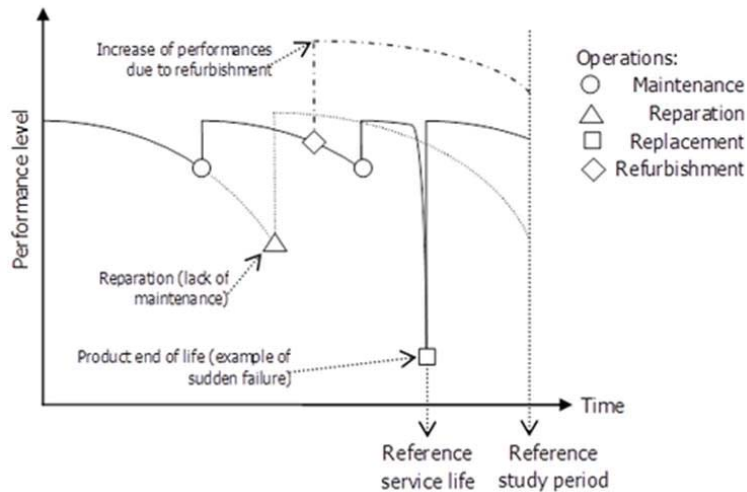 Increase of performances
due to refurbishment
Operations:
Maintenance
Reparation
Replacement
Refurbishment
Performance level
Reparation (lack of
maintenance)
Product end of life (example of
sudden failure)
Time
Reference
service life
Reference
study period